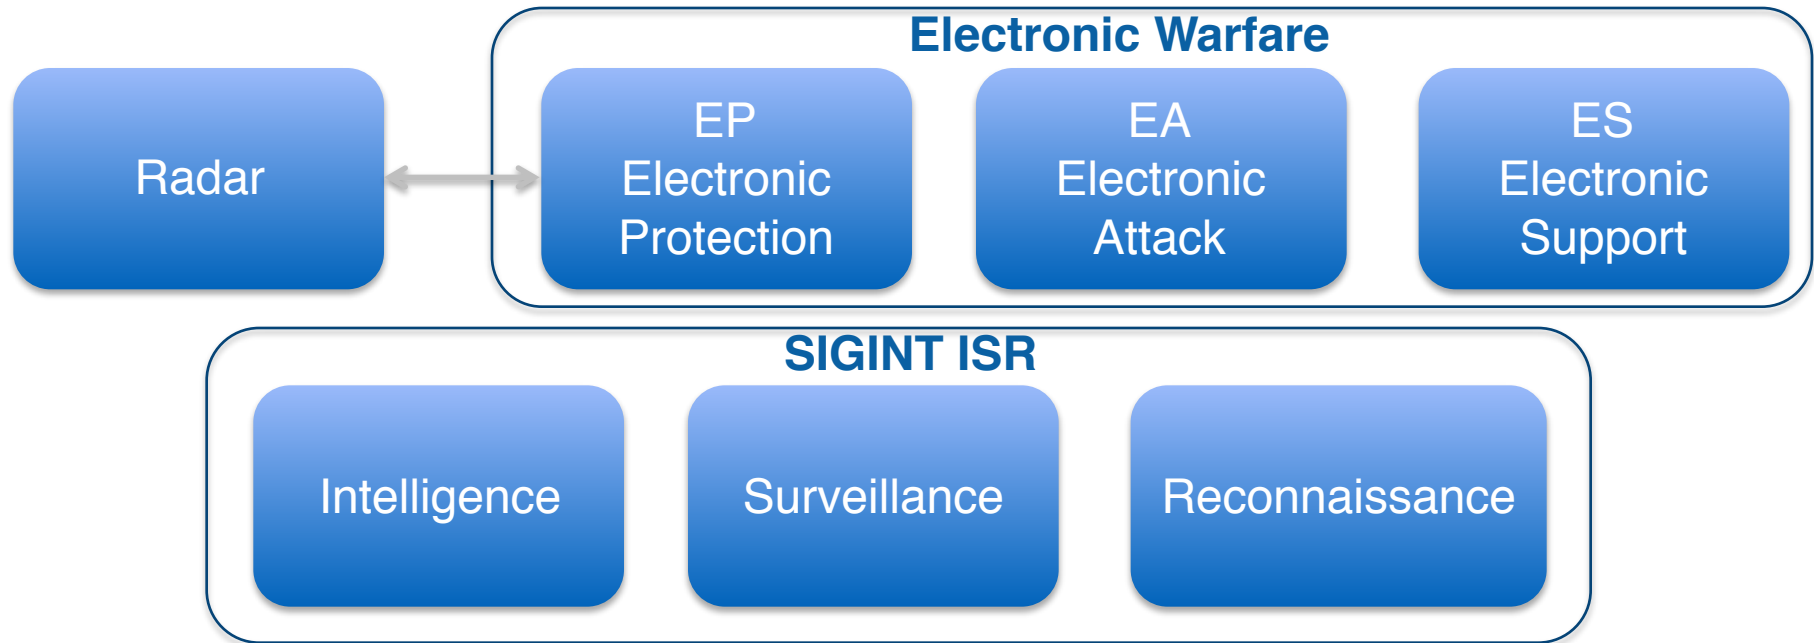 Electronic Warfare
Radar
EP
Electronic
Protection
EA
Electronic
Attack
ES
Electronic
Support
SIGINT ISR
Intelligence
Surveillance
Reconnaissance